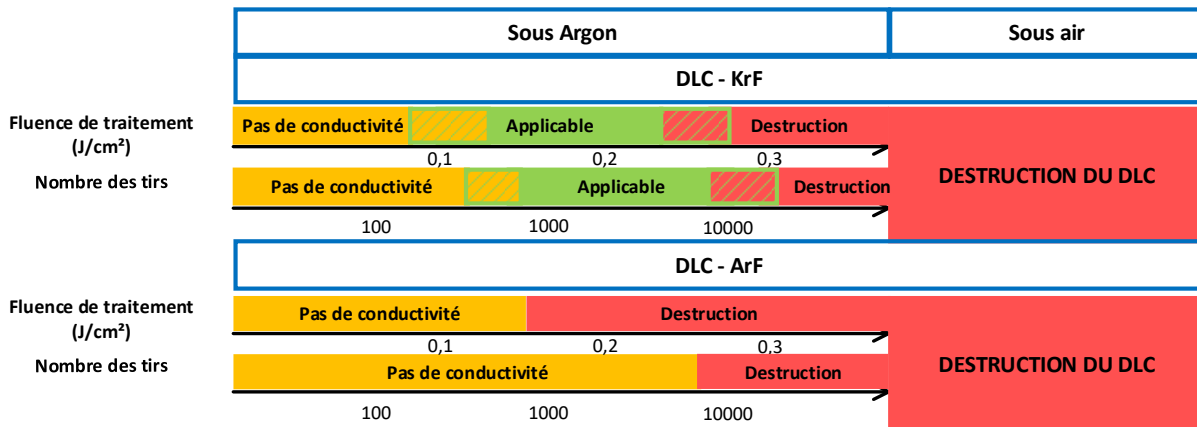 Sous Argon
Sous air
DLC - KrF
Fluence de traitement
(J/cm²)
Pas de conductivité
Applicable
Destruction
0,1
0,2
0,3
Nombre des tirs
Pas de conductivité
Applicable
Destruction
100
1000
10000
DESTRUCTION DU DLC
DLC - ArF
Fluence de traitement
(J/cm²)
Pas de conductivité
Destruction
0,1
0,2
0,3
Nombre des tirs
Pas de conductivité
Destruction
100
1000
10000
DESTRUCTION DU DLC